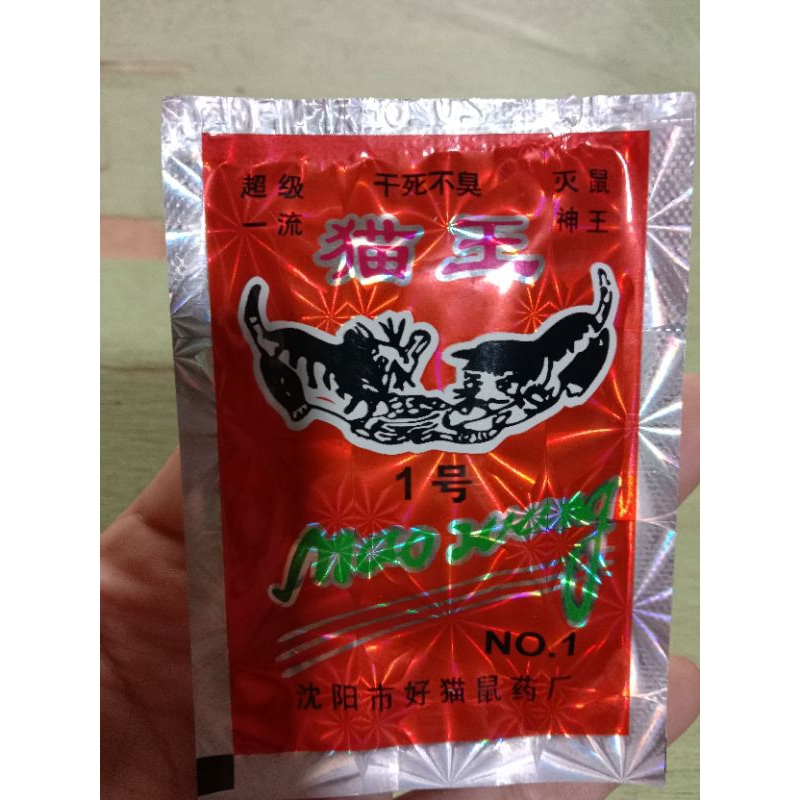 超级 干死不臭 灭鼠
一流 神王
猫王
1号
Mao wang
NO.1
沈阳市好猫鼠药厂